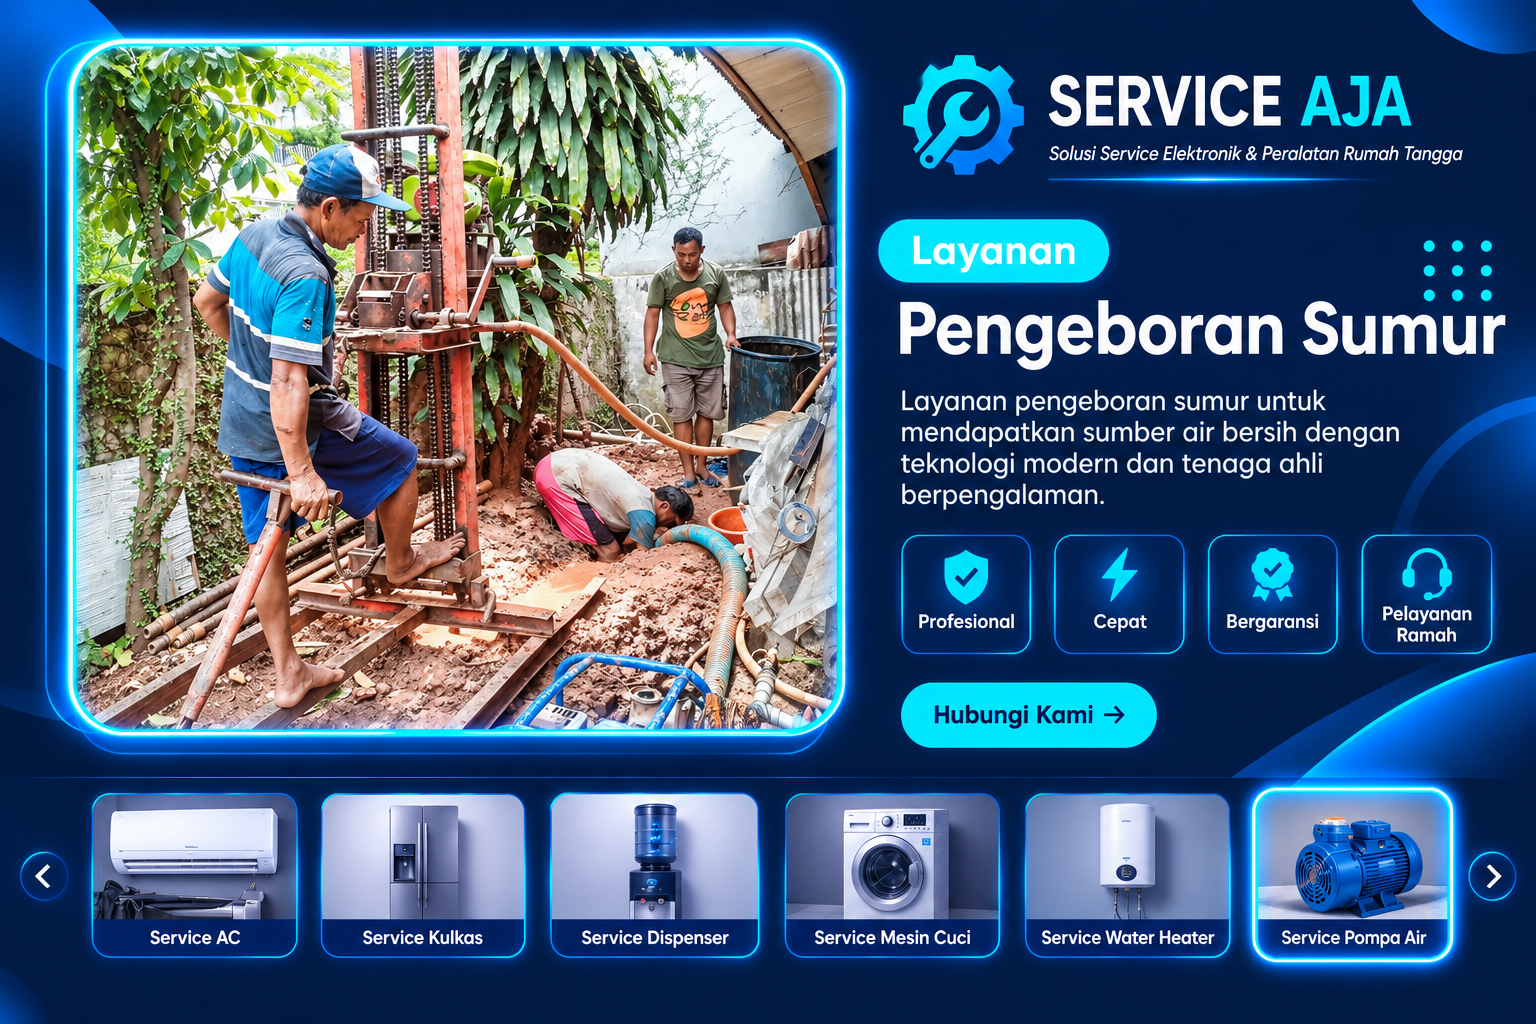 SERVICE AJA
Solusi Service Elektronik & Peralatan Rumah Tangga
Layanan
Pengeboran Sumur
Layanan pengeboran sumur untuk
mendapatkan sumber air bersih dengan
teknologi modern dan tenaga ahli
berpengalaman.
Profesional
Cepat
Bergaransi
Pelayanan
Ramah
Hubungi Kami →
Service AC
Service Kulkas
Service Dispenser
Service Mesin Cuci
Service Water Heater
Service Pompa Air